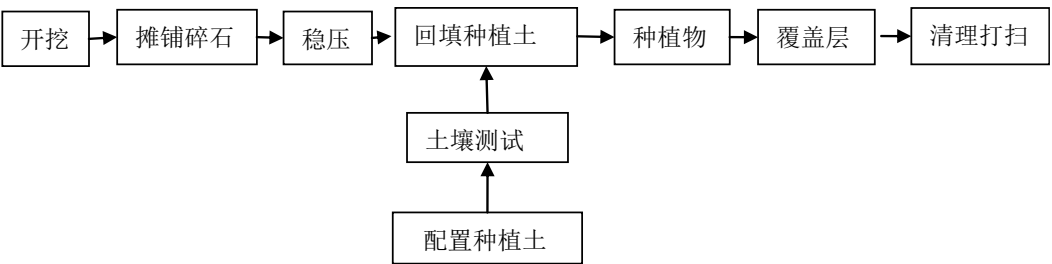 开挖
摊铺碎石
稳压
回填种植土
种植物
覆盖层
清理打扫
土壤测试
配置种植土